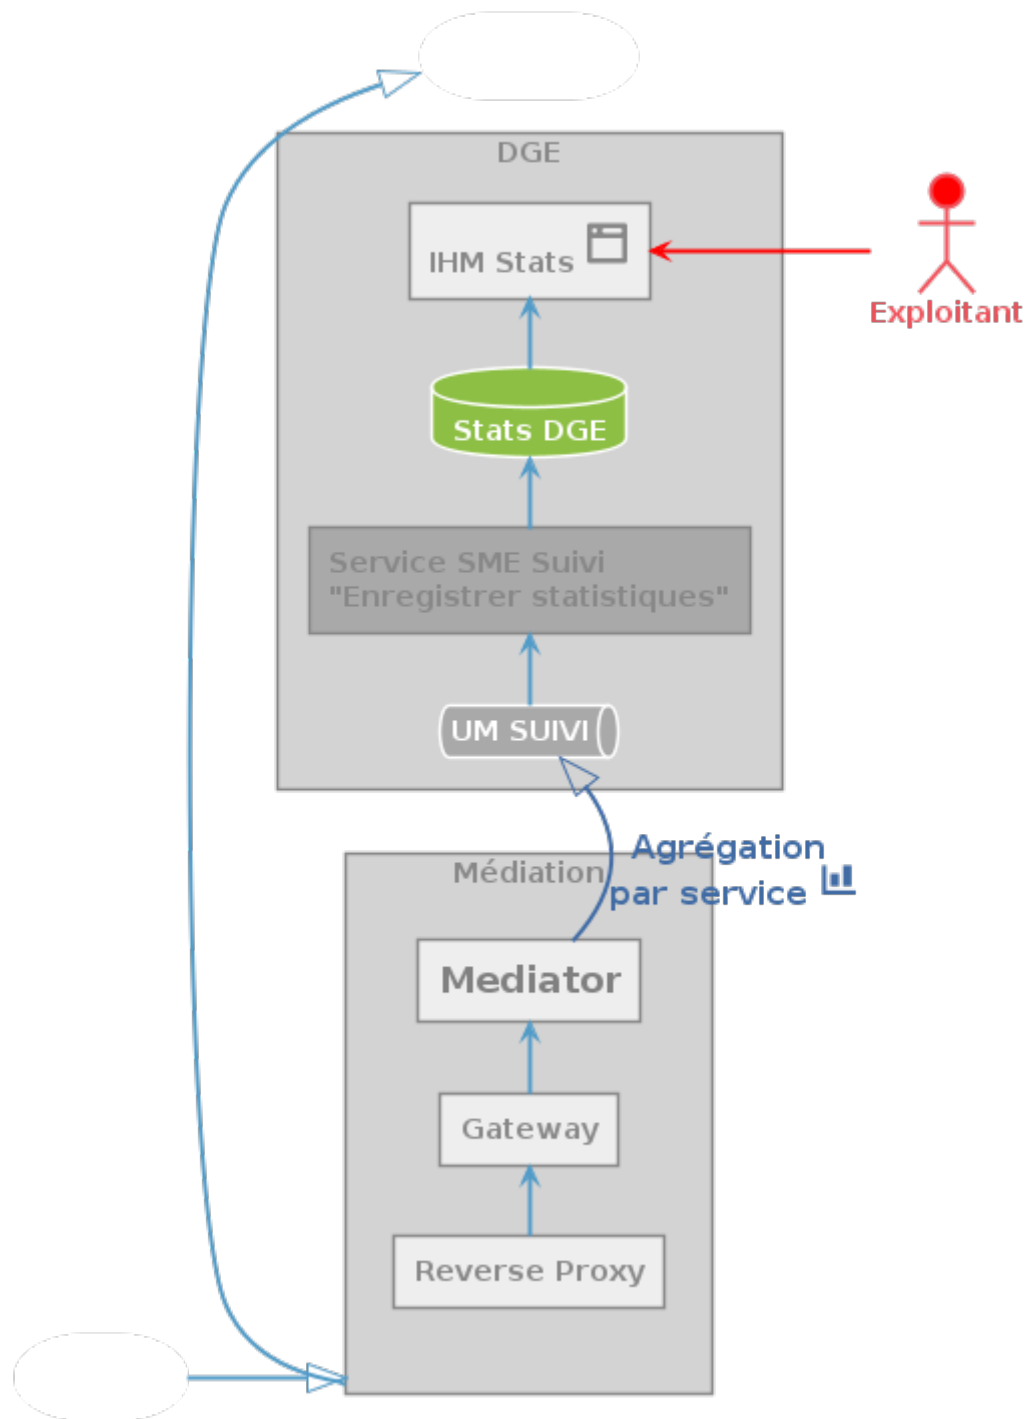 DGE
IHM Stats
Exploitant
Stats DGE
Service SME Suivi
"Enregistrer statistiques"
UM SUIVI
Agrégation
par service
Médiation
Mediator
Gateway
Reverse Proxy